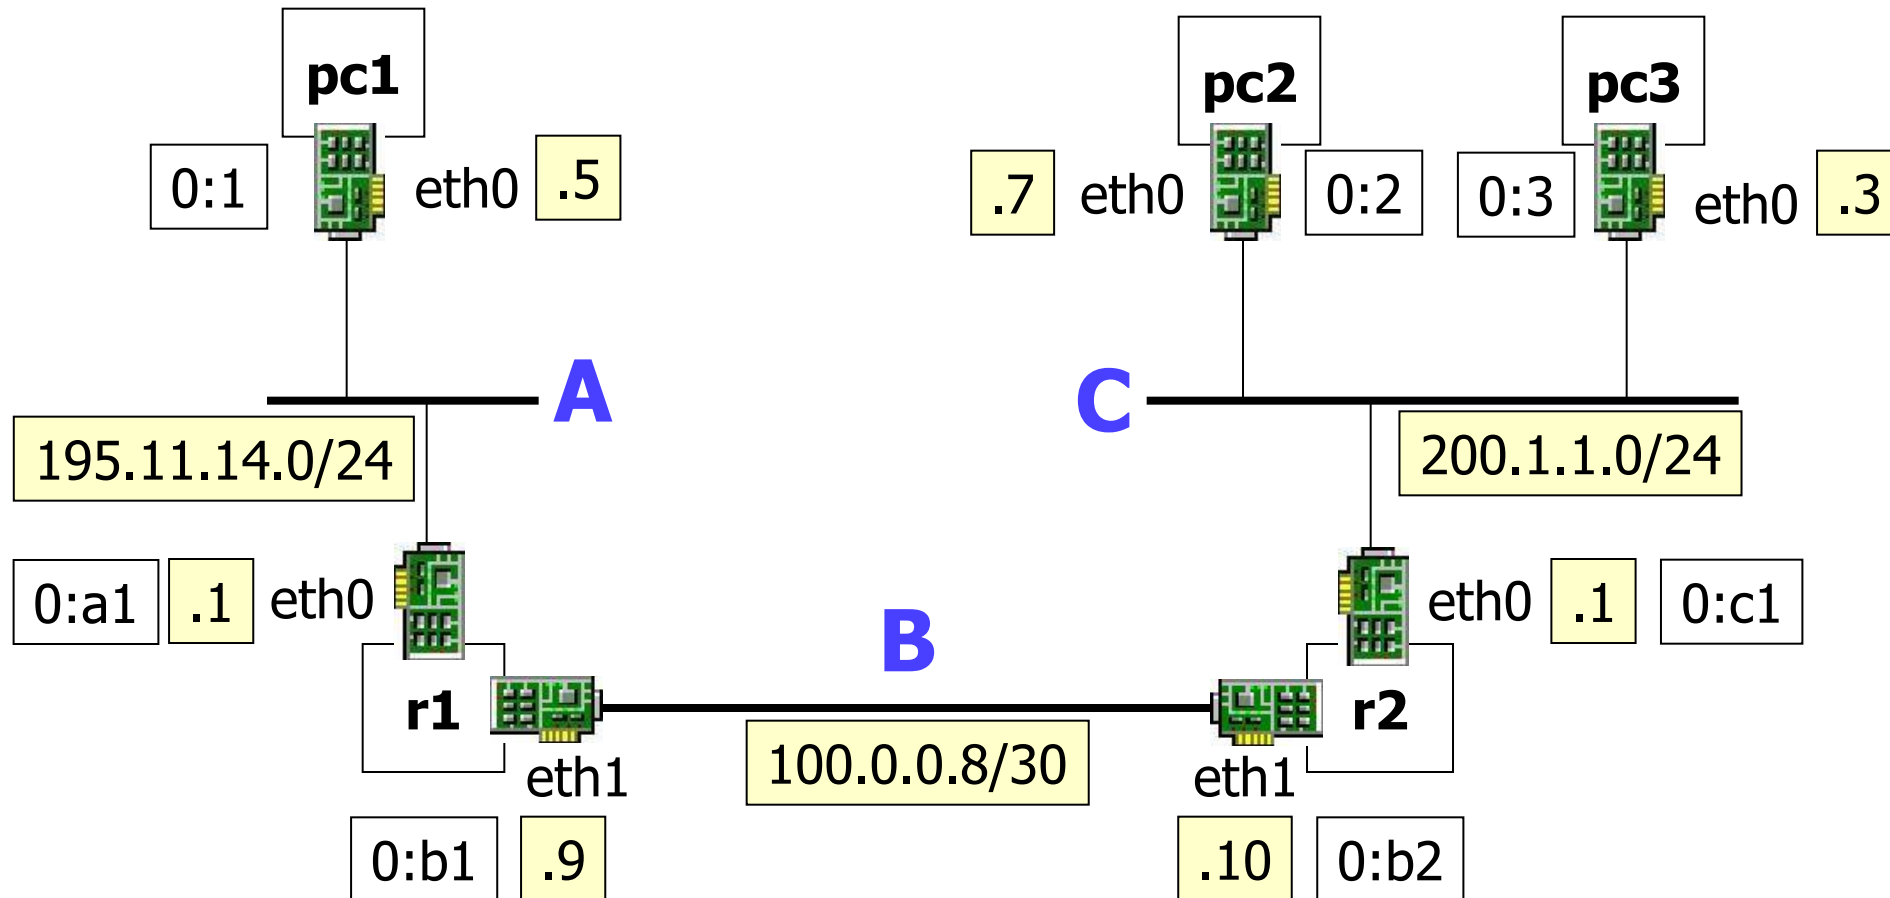 pc1
pc2
pc3
0:1
eth0
.5
.7
eth0
0:2
0:3
eth0
.3
A
C
195.11.14.0/24
200.1.1.0/24
0:a1
.1
eth0
eth0
.1
0:c1
B
r1
r2
eth1
100.0.0.8/30
eth1
0:b1
.9
.10
0:b2